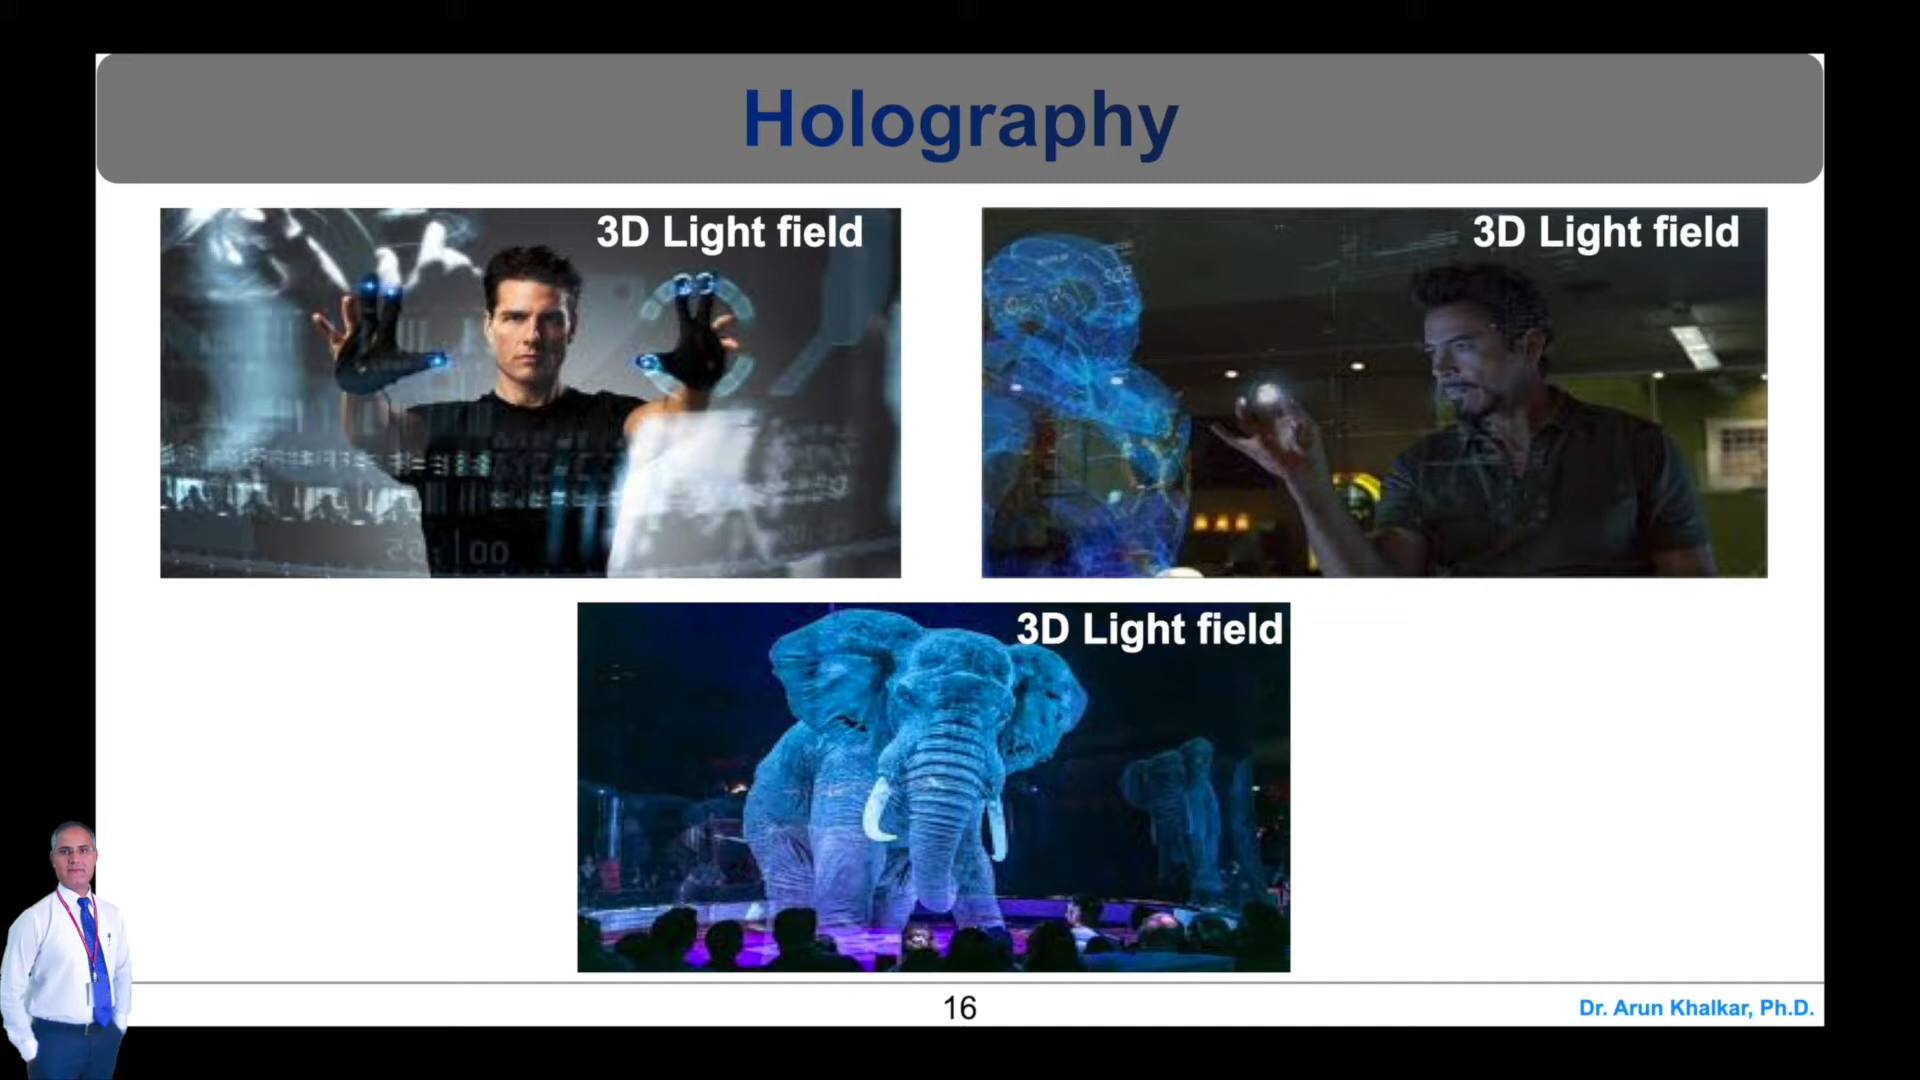 Holography
3D Light field
3D Light field
3D Light field
16
Dr. Arun Khalkar, Ph.D.